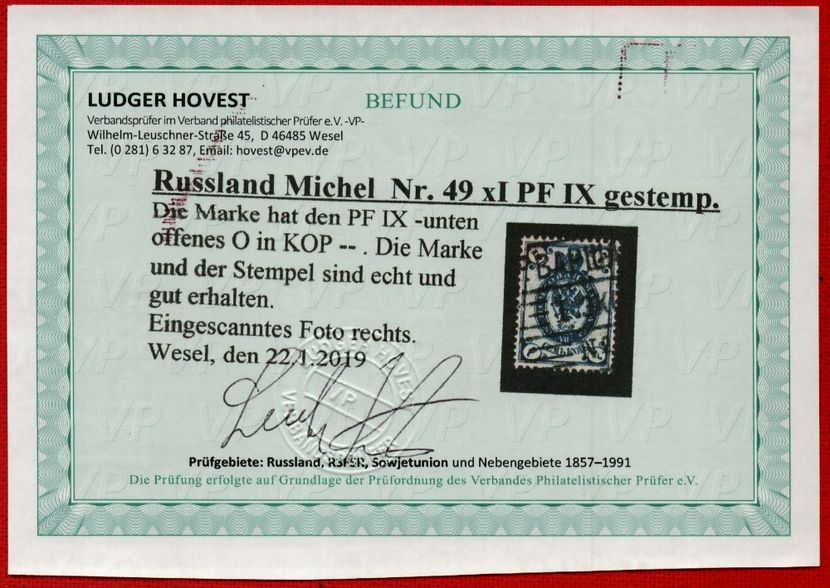 LUDGER HOVEST
BEFUND
Verbandsprüfer im Verband philatelistischer Prüfer e.V. -VP-
Wilhelm-Leuschner-Straße 45, D 46485 Wesel
Tel. (0 281) 6 32 87, Email: hovest@vpev.de
Russland Michel Nr. 49 xI PF IX gestemp.
Die Marke hat den PF IX -unten
offenes O in KOP -- . Die Marke
und der Stempel sind echt und
gut erhalten.
Eingescanntes Foto rechts.
Wesel, den 22.1.2019
VP
Prüfgebiete: Russland, RSFSR, Sowjetunion und Nebengebiete 1857–1991
Die Prüfung erfolgte auf Grundlage der Prüfordnung des Verbandes Philatelistischer Prüfer e.V.